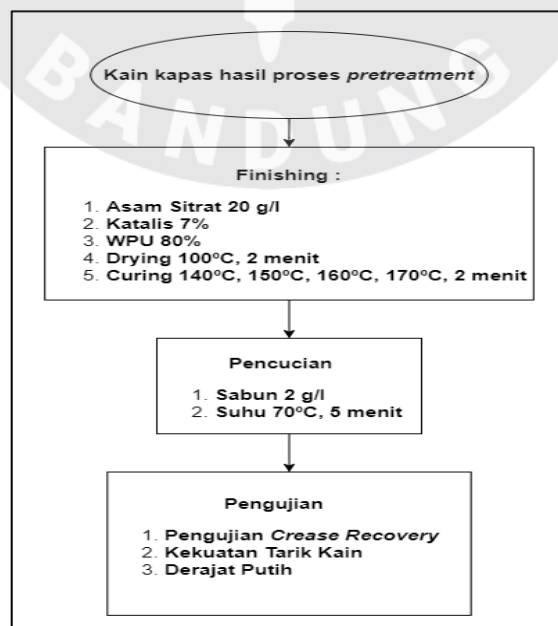 BANDUNG
Kain kapas hasil proses pretreatment
Finishing :
1. Asam Sitrat 20 g/l
2. Katalis 7%
3. WPU 80%
4. Drying 100ºC, 2 menit
5. Curing 140ºC, 150ºC, 160ºC, 170ºC, 2 menit
Pencucian
1. Sabun 2 g/l
2. Suhu 70ºC, 5 menit
Pengujian
1. Pengujian Crease Recovery
2. Kekuatan Tarik Kain
3. Derajat Putih